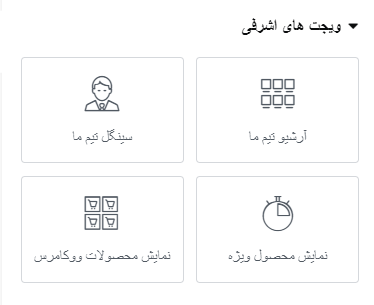 ویجت های اشرفی
آرشیو تیم ما
سینگل تیم ما
نمایش محصول ویژه
نمایش محصولات ووکامرس